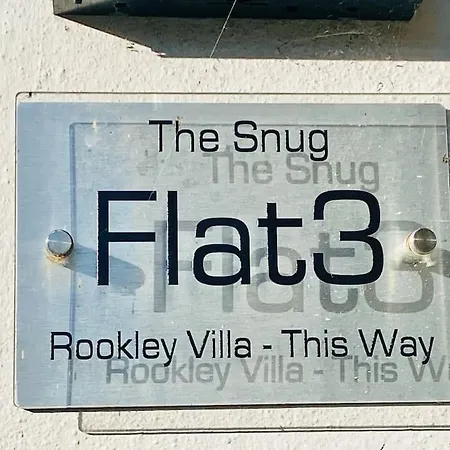 The Snug
Flat3
Rookley Villa - This Way